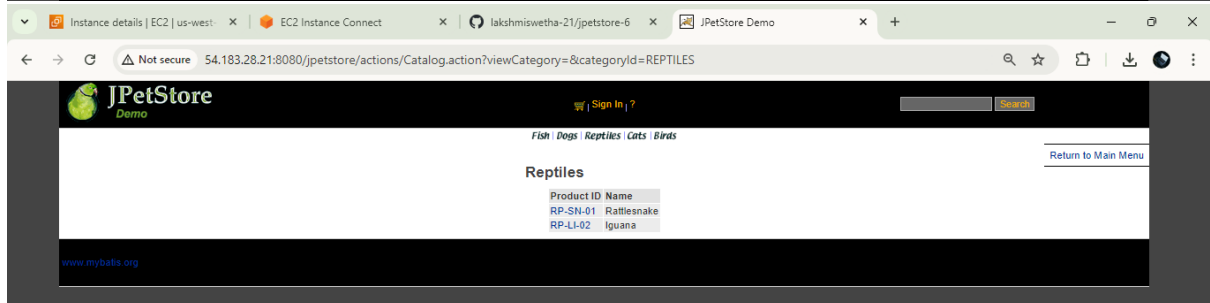 Instance details | EC2 | us-west-
EC2 Instance Connect
lakshmiswetha-21/jpetstore-6
JPetStore Demo
Not secure 54.183.28.21:8080/jpetstore/actions/Catalog.action?viewCategory=&categoryId=REPTILES
JPetStore
Demo
Sign In | ?
Search
Fish | Dogs | Reptiles | Cats | Birds
Return to Main Menu
Reptiles
Product ID Name
RP-SN-01 Rattlesnake
RP-LI-02 Iguana
www.mybatis.org